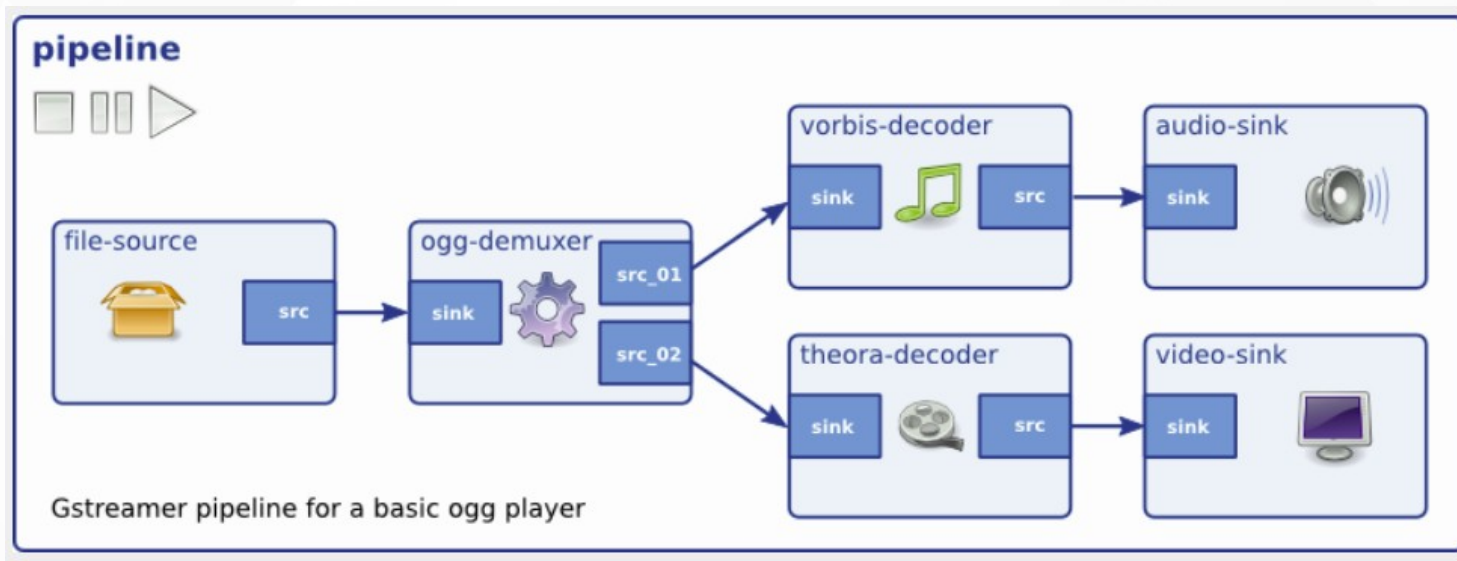 pipeline
file-source
src
ogg-demuxer
sink
src_01
src_02
vorbis-decoder
sink
src
audio-sink
sink
theora-decoder
sink
src
video-sink
sink
Gstreamer pipeline for a basic ogg player